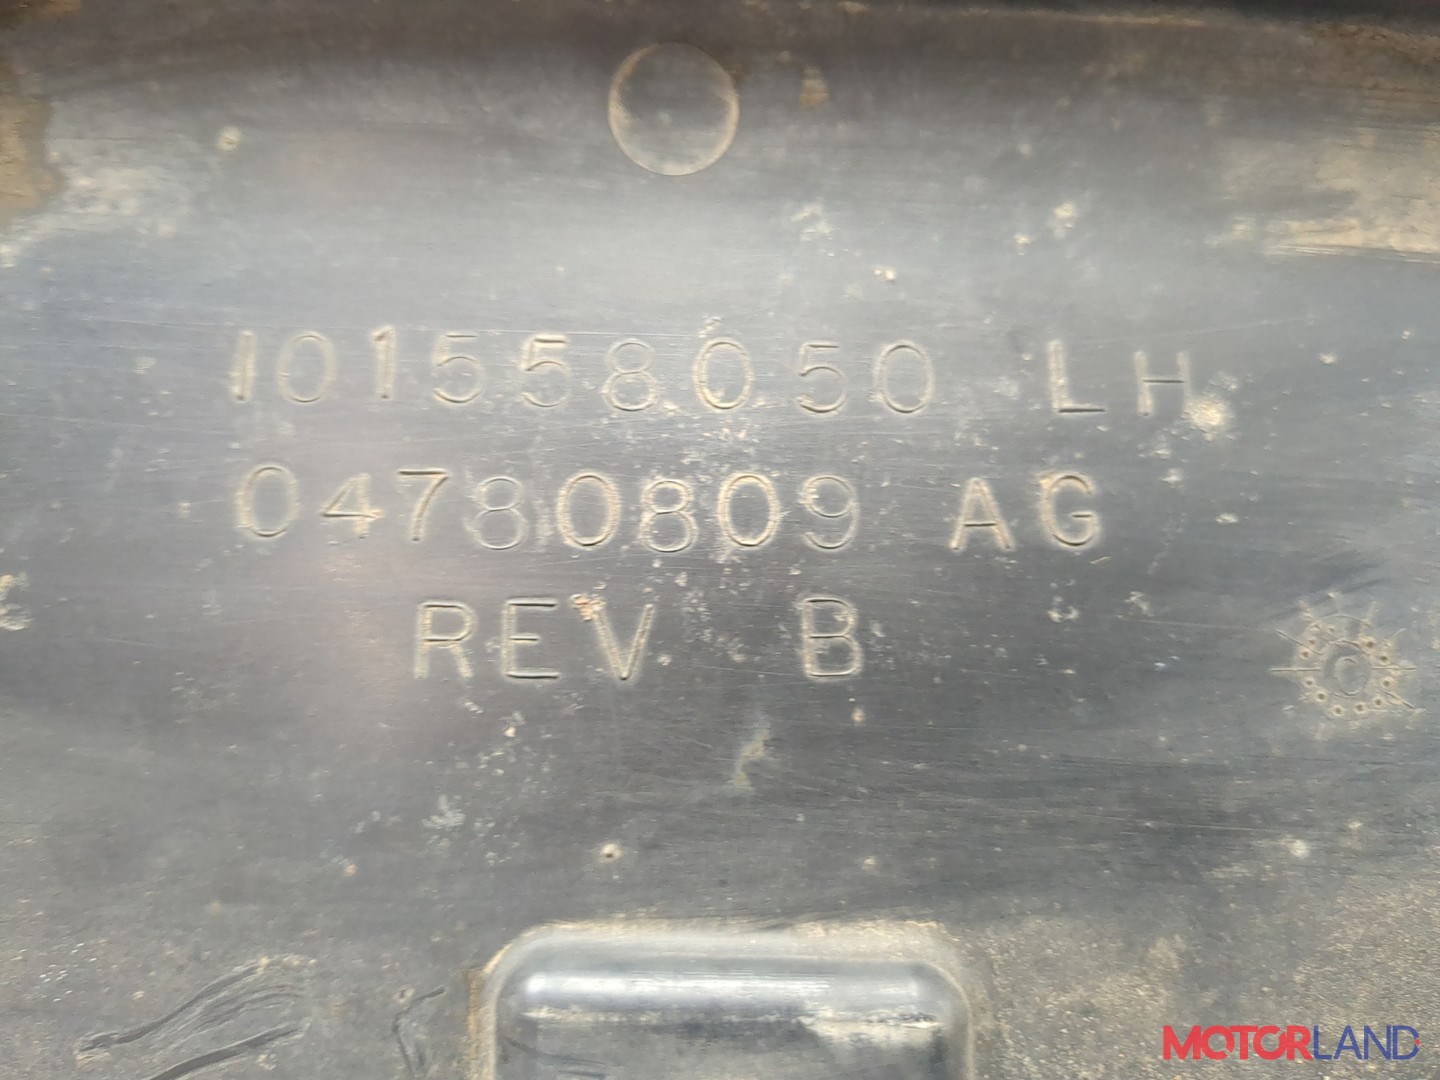 101558050 LH
04780809 AG
REV B
C
MOTORLAND